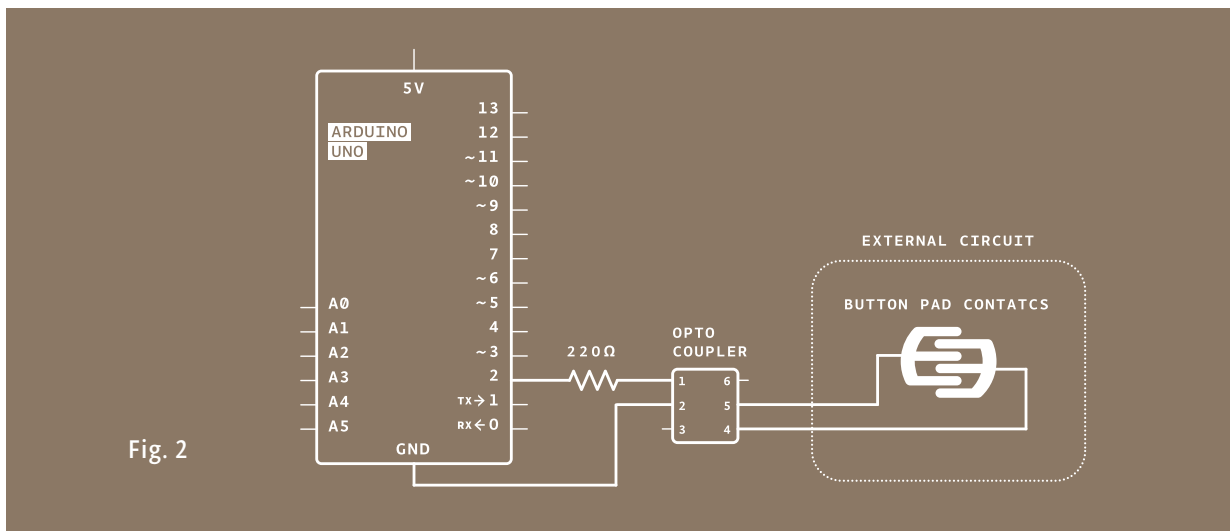 5V
ARDUINO
UNO
13
12
~11
~10
~9
8
7
~6
~5
4
~3
2
TX→1
RX←0
A0
A1
A2
A3
A4
A5
GND
220Ω
OPTO
COUPLER
1 6
2 5
3 4
EXTERNAL CIRCUIT
BUTTON PAD CONTATCS
Fig. 2